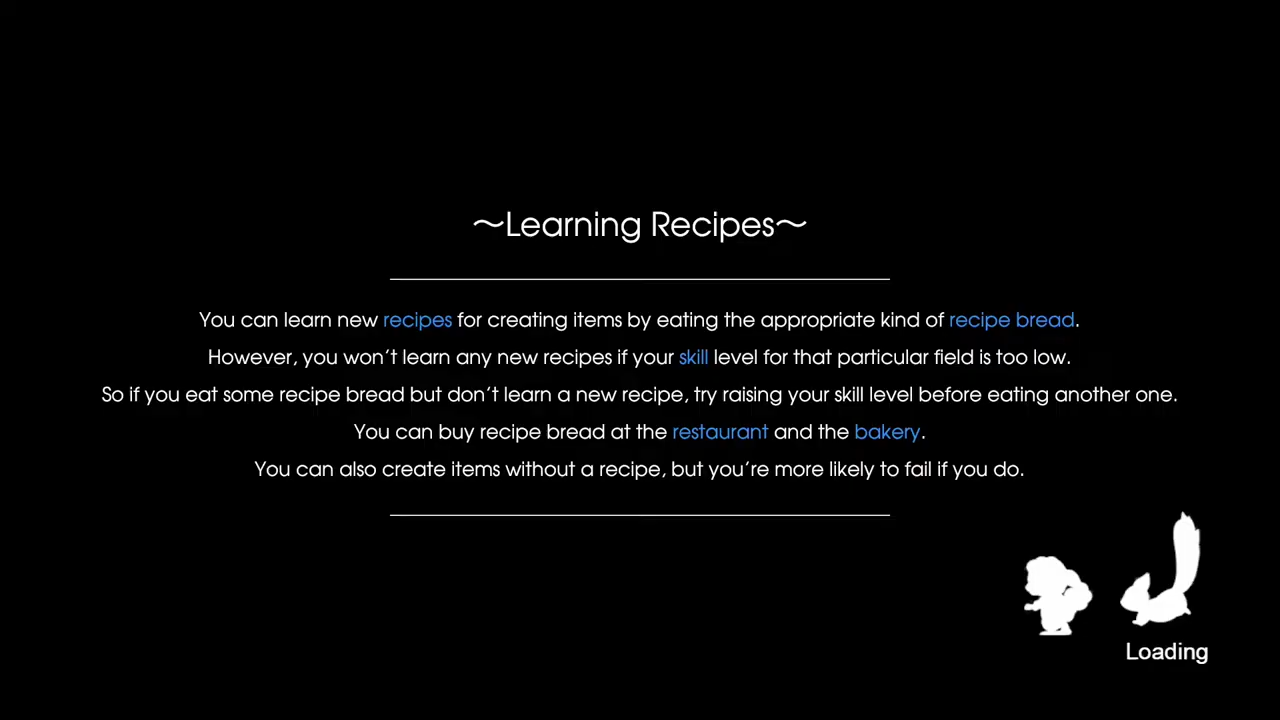 〜Learning Recipes〜
You can learn new recipes for creating items by eating the appropriate kind of recipe bread.
However, you won’t learn any new recipes if your skill level for that particular field is too low.
So if you eat some recipe bread but don’t learn a new recipe, try raising your skill level before eating another one.
You can buy recipe bread at the restaurant and the bakery.
You can also create items without a recipe, but you’re more likely to fail if you do.
Loading